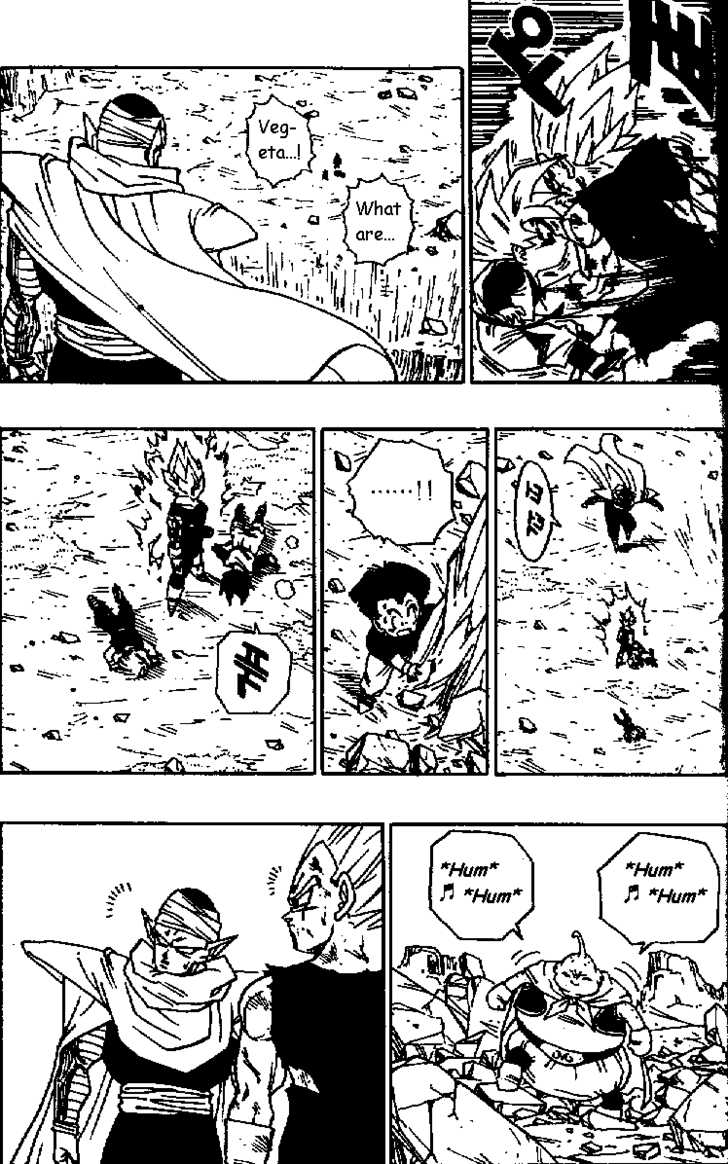 Veg-
eta...!
What
are...
......!!
*Hum*
♬ *Hum*
*Hum*
♬ *Hum*